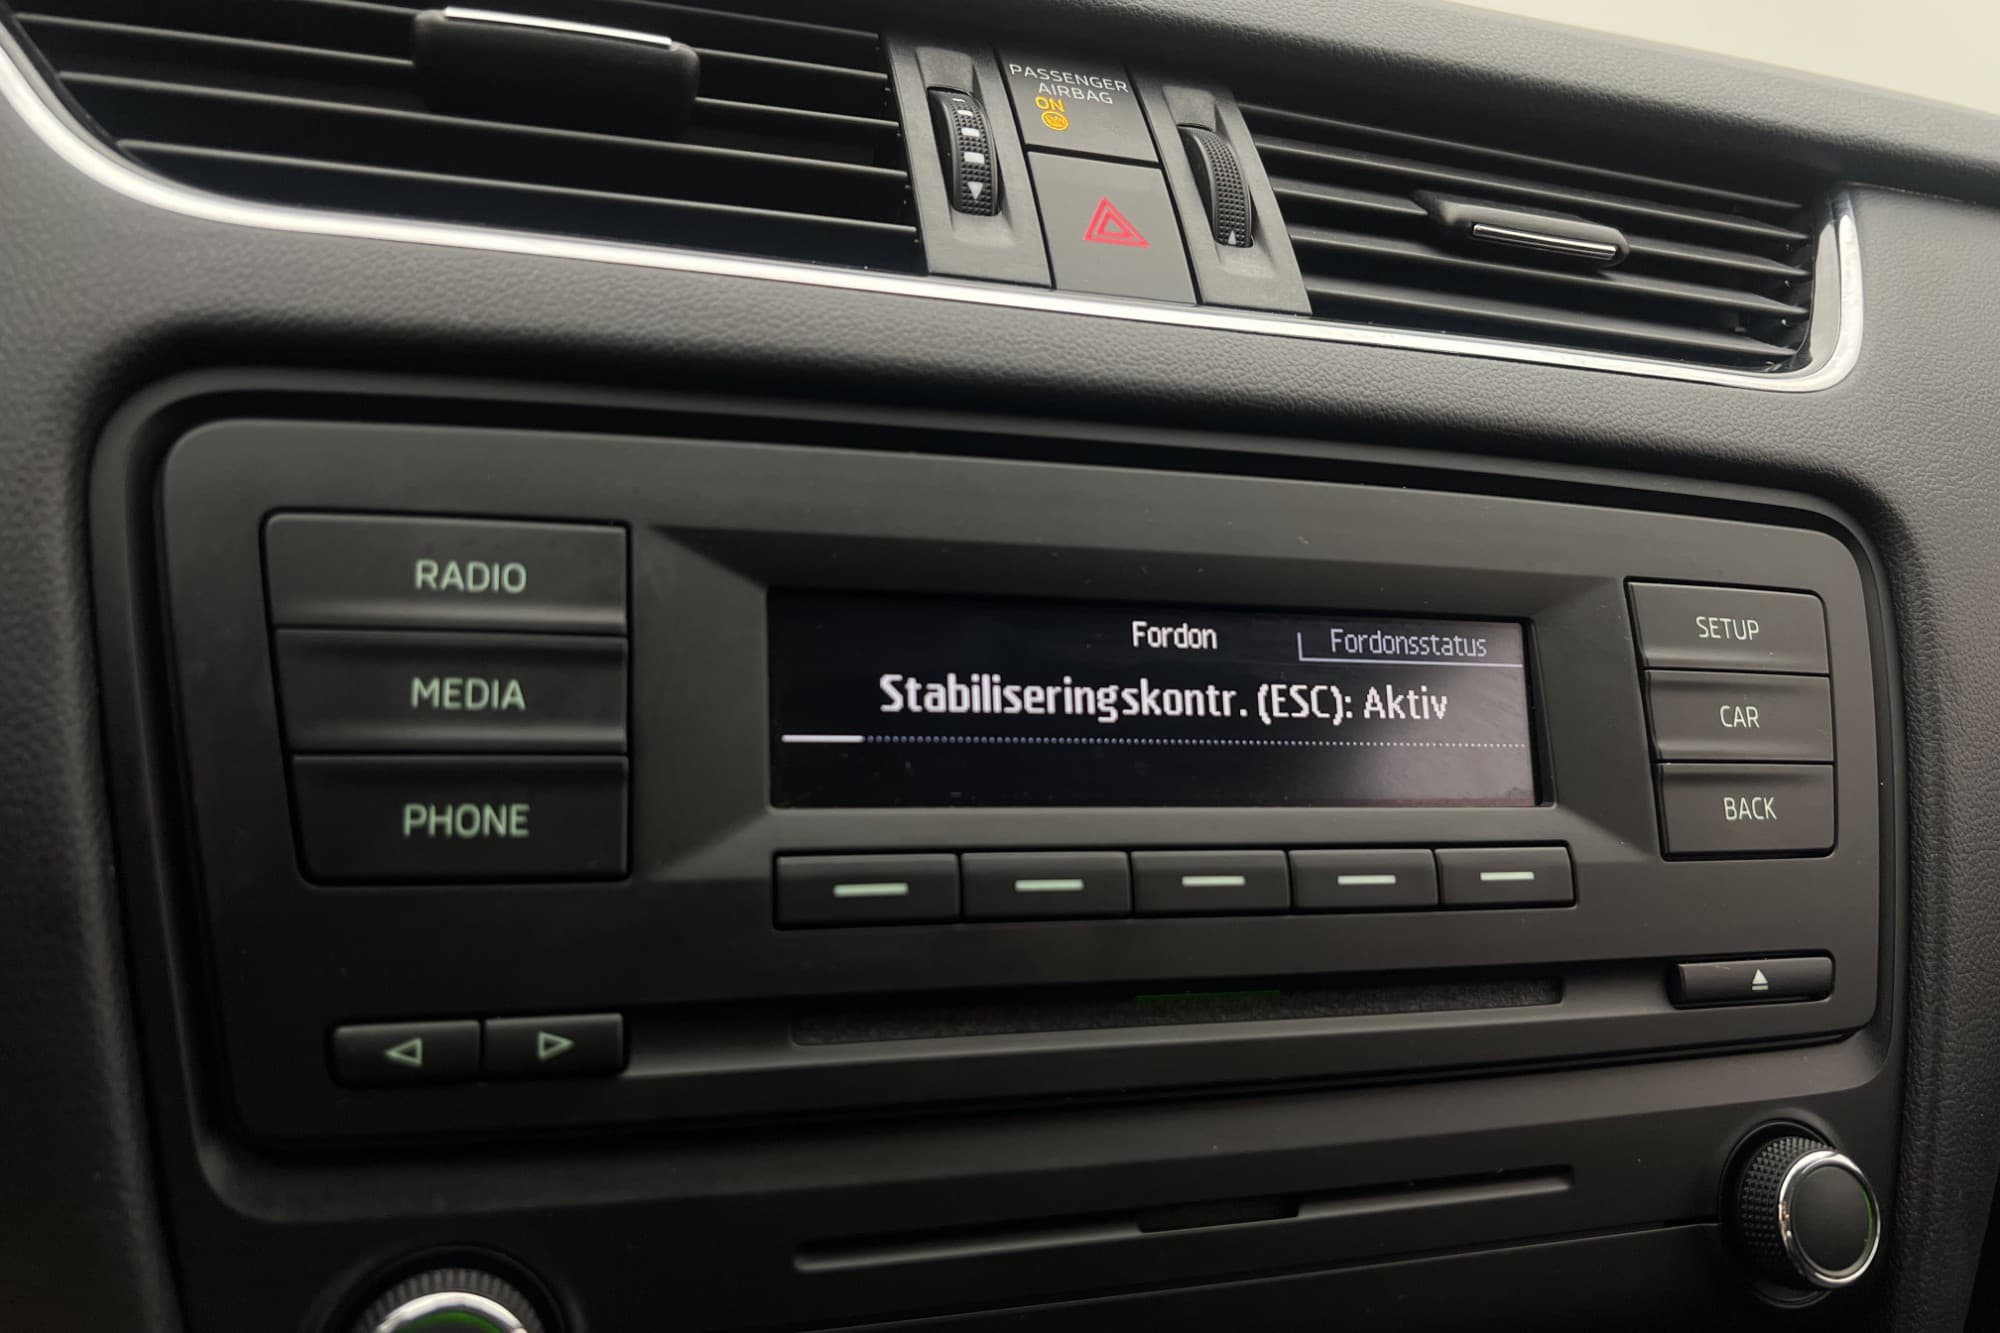 PASSENGER
AIRBAG
ON
RADIO
MEDIA
PHONE
Fordon
Fordonsstatus
Stabiliseringskontr. (ESC): Aktiv
SETUP
CAR
BACK